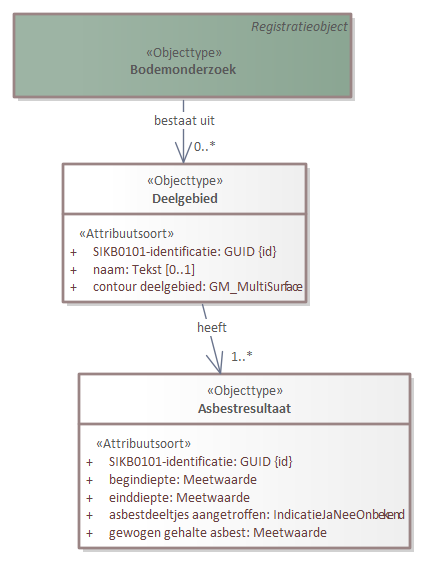 Registratieobject
«Objecttype»
Bodemonderzoek
bestaat uit
0..*
«Objecttype»
Deelgebied
«Attribuutsoort»
+ SIKB0101-identificatie: GUID {id}
+ naam: Tekst [0..1]
+ contour deelgebied: GM_MultiSurface
heeft
1..*
«Objecttype»
Asbestresultaat
«Attribuutsoort»
+ SIKB0101-identificatie: GUID {id}
+ begindiepte: Meetwaarde
+ einddiepte: Meetwaarde
+ asbestdeeltjes aangetroffen: IndicatieJaNeeOnbekend
+ gewogen gehalte asbest: Meetwaarde